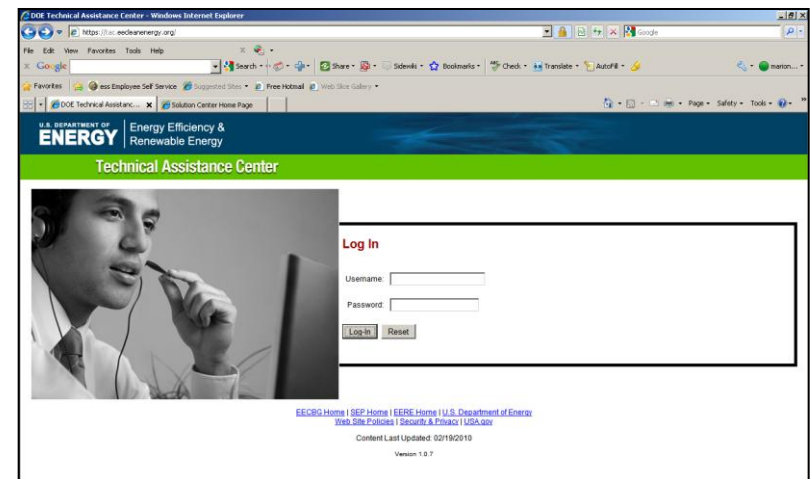 DOE Technical Assistance Center - Windows Internet Explorer
https://tac.eecleanenergy.org/
Google
File Edit View Favorites Tools Help
Google Search Share Sidewiki Bookmarks Check Translate AutoFill marion...
Favorites ess Employee Self Service Suggested Sites Free Hotmail Web Slice Gallery
DOE Technical Assistanc... Solution Center Home Page Page Safety Tools
U.S. DEPARTMENT OF
ENERGY
Energy Efficiency &
Renewable Energy
Technical Assistance Center
Log In
Username:
Password:
Log-In Reset
EECBG Home | SEP Home | EERE Home | U.S. Department of Energy
Web Site Policies | Security & Privacy | USA.gov
Content Last Updated: 02/19/2010
Version 1.0.7